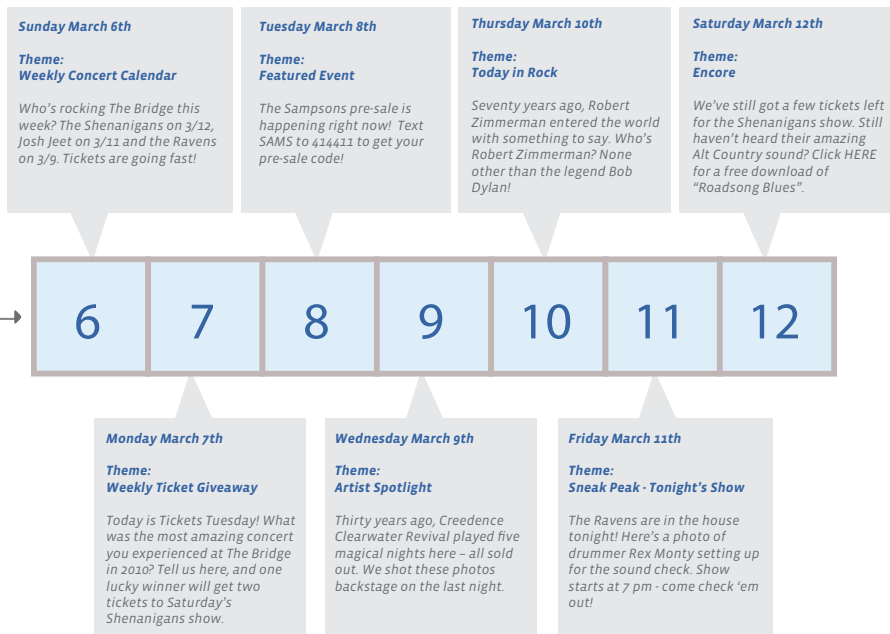 Sunday March 6th
Theme:
Weekly Concert Calendar
Who's rocking The Bridge this
week? The Shenanigans on 3/12,
Josh Jeet on 3/11 and the Ravens
on 3/9. Tickets are going fast!
Tuesday March 8th
Theme:
Featured Event
The Sampsons pre-sale is
happening right now!  Text
SAMS to 414411 to get your
pre-sale code!
Thursday March 10th
Theme:
Today in Rock
Seventy years ago, Robert
Zimmerman entered the world
with something to say. Who's
Robert Zimmerman? None
other than the legend Bob
Dylan!
Saturday March 12th
Theme:
Encore
We've still got a few tickets left
for the Shenanigans show. Still
haven't heard their amazing
Alt Country sound? Click HERE
for a free download of
“Roadsong Blues”.
6 7 8 9 10 11 12
Monday March 7th
Theme:
Weekly Ticket Giveaway
Today is Tickets Tuesday! What
was the most amazing concert
you experienced at The Bridge
in 2010? Tell us here, and one
lucky winner will get two
tickets to Saturday's
Shenanigans show.
Wednesday March 9th
Theme:
Artist Spotlight
Thirty years ago, Creedence
Clearwater Revival played five
magical nights here – all sold
out. We shot these photos
backstage on the last night.
Friday March 11th
Theme:
Sneak Peak - Tonight's Show
The Ravens are in the house
tonight! Here's a photo of
drummer Rex Monty setting up
for the sound check. Show
starts at 7 pm - come check ‘em
out!